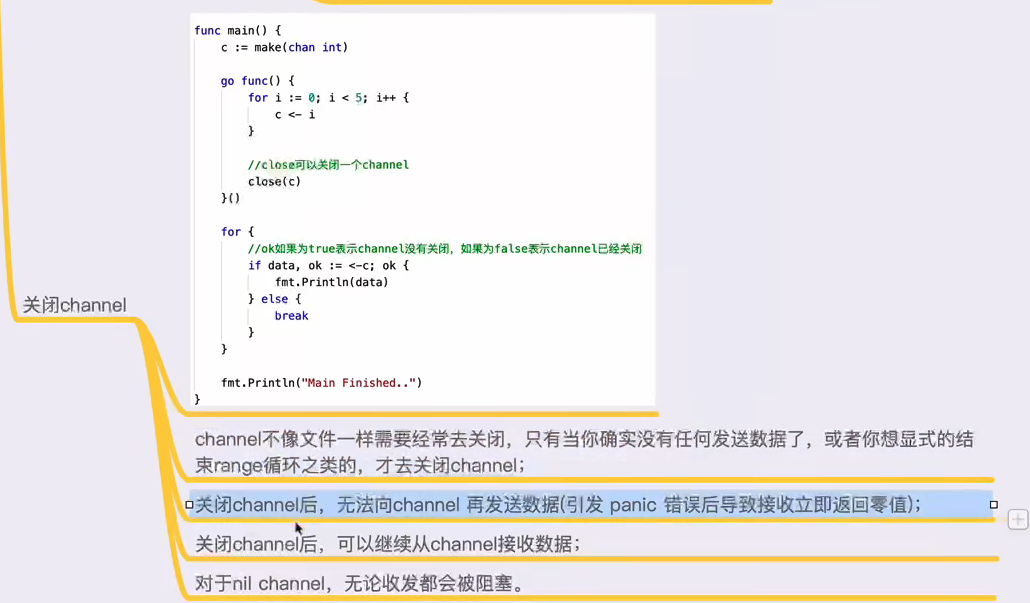 func main() {
c := make(chan int)
go func() {
for i := 0; i < 5; i++ {
c <- i
}
//close可以关闭一个channel
close(c)
}()
for {
//ok如果为true表示channel没有关闭，如果为false表示channel已经关闭
if data, ok := <-c; ok {
fmt.Println(data)
} else {
break
}
}
fmt.Println("Main Finished..")
}
关闭channel
channel不像文件一样需要经常去关闭，只有当你确实没有任何发送数据了，或者你想显式的结
束range循环之类的，才去关闭channel；
关闭channel后，无法向channel 再发送数据(引发 panic 错误后导致接收立即返回零值)；
关闭channel后，可以继续从channel接收数据；
对于nil channel，无论收发都会被阻塞。